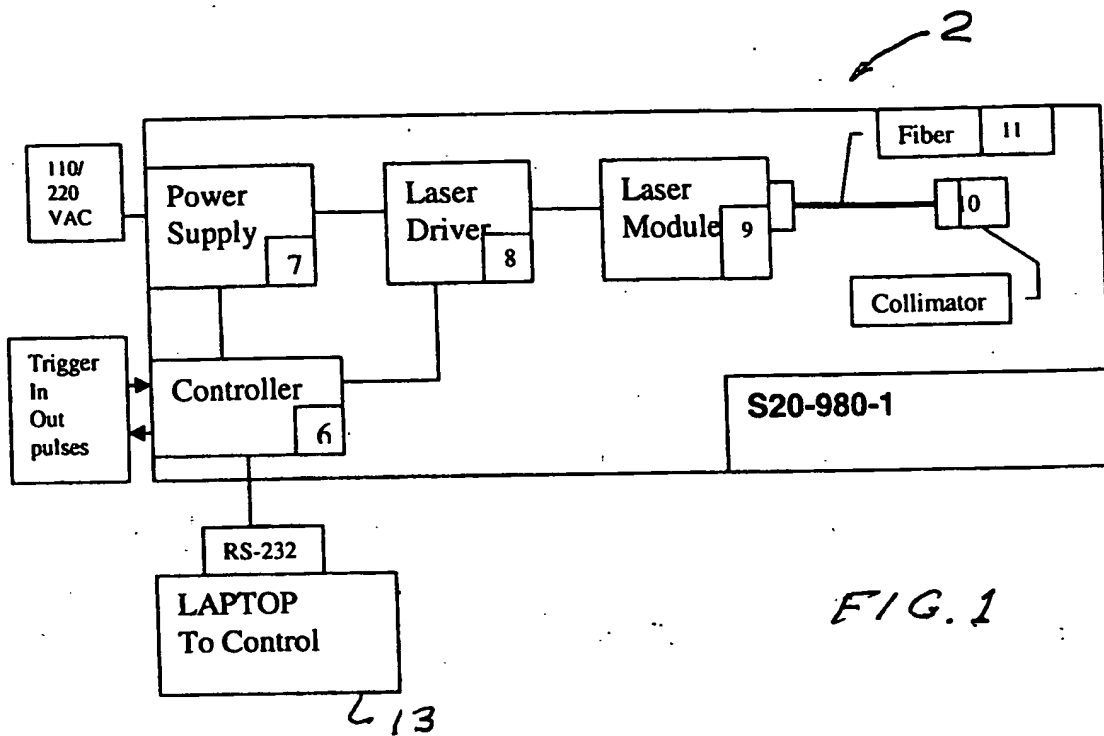 2
110/
220
VAC
Power
Supply
7
Laser
Driver
8
Laser
Module
9
Fiber
11
10
Collimator
Trigger
In
Out
pulses
Controller
6
S20-980-1
RS-232
LAPTOP
To Control
13
FIG. 1